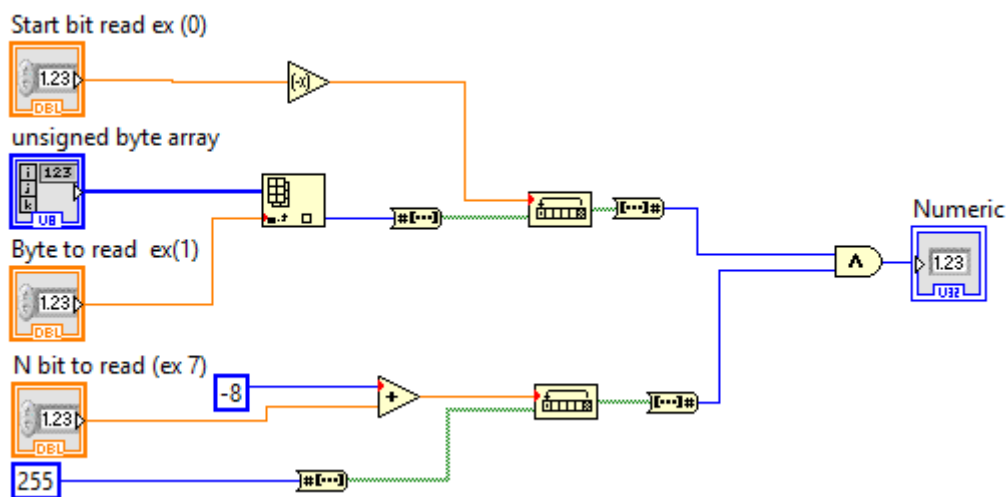 Start bit read ex (0)
1.23
DBL
unsigned byte array
i
j
k
123
U8
Byte to read  ex(1)
1.23
DBL
N bit to read (ex 7)
1.23
DBL
-8
255
(-x)
#[...]
[...]#
+
[...]#
#[...]
Λ
Numeric
1.23
U32